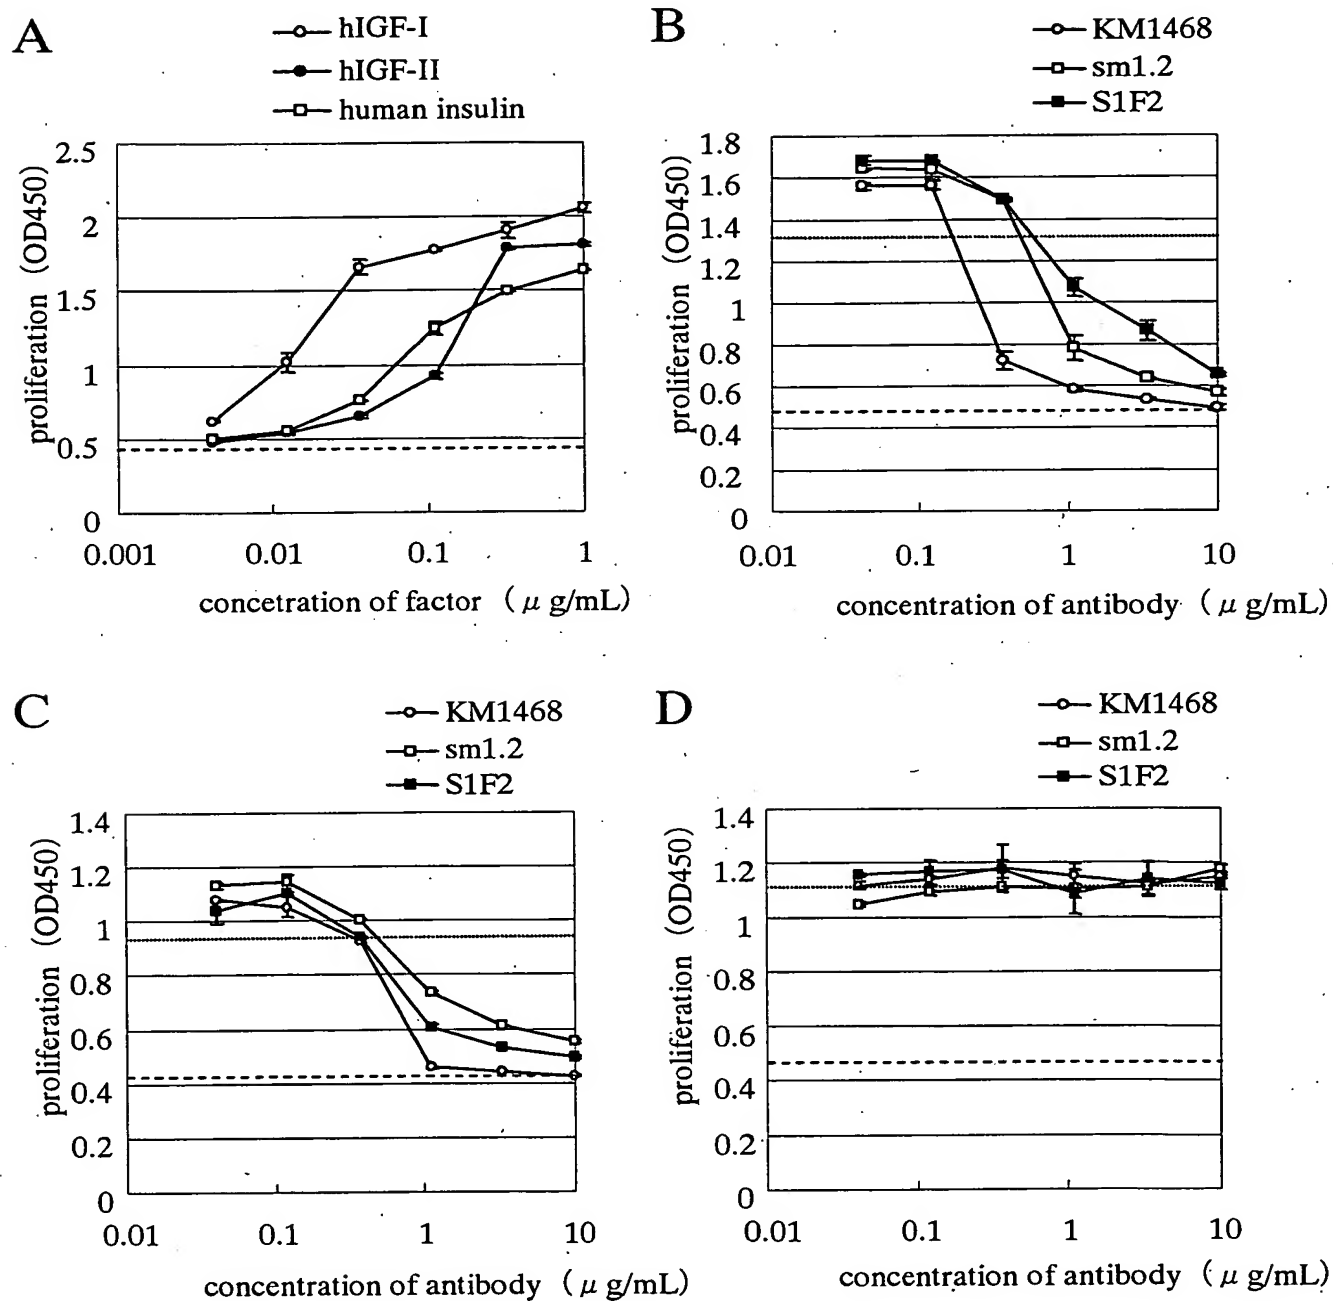 A
hIGF-I
hIGF-II
human insulin
proliferation (OD450)
2.5
2
1.5
1
0.5
0
0.001 0.01 0.1 1
concetration of factor (μ g/mL)
B
KM1468
sm1.2
S1F2
proliferation (OD450)
1.8
1.6
1.4
1.2
1
0.8
0.6
0.4
0.2
0
0.01 0.1 1 10
concentration of antibody (μ g/mL)
C
KM1468
sm1.2
S1F2
proliferation (OD450)
1.4
1.2
1
0.8
0.6
0.4
0.2
0
0.01 0.1 1 10
concentration of antibody (μ g/mL)
D
KM1468
sm1.2
S1F2
proliferation (OD450)
1.4
1.2
1
0.8
0.6
0.4
0.2
0
0.01 0.1 1 10
concentration of antibody (μ g/mL)